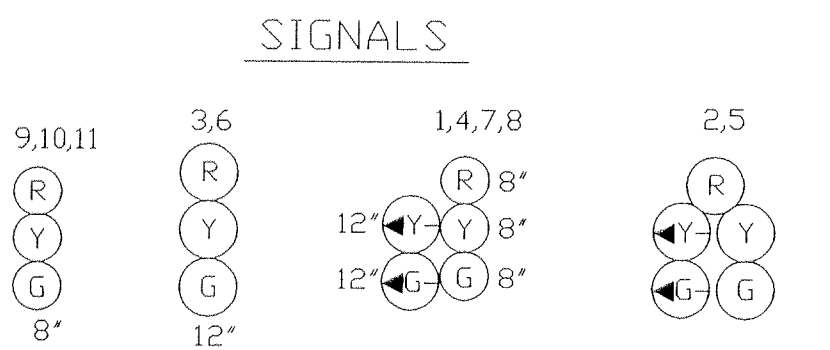 SIGNALS
9,10,11
R
Y
G
8"
3,6
R
Y
G
12"
1,4,7,8
R 8"
12" Y Y 8"
12" G G 8"
2,5
R
Y Y
G G